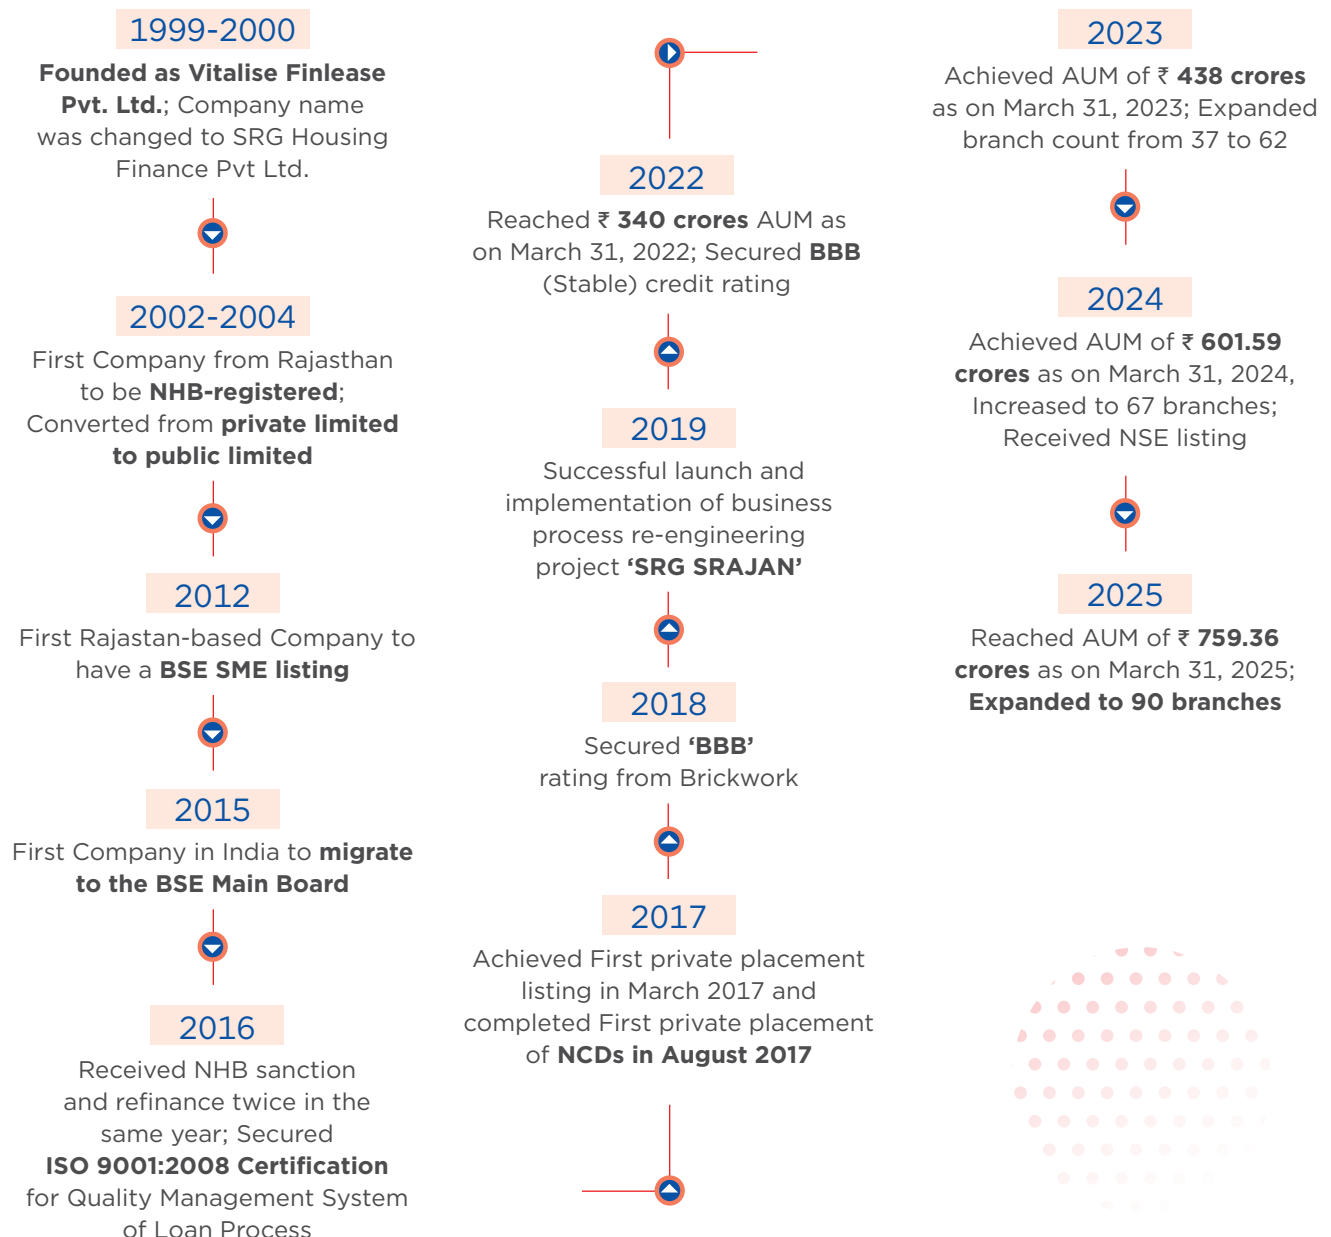 1999-2000
Founded as Vitalise Finlease
Pvt. Ltd.; Company name
was changed to SRG Housing
Finance Pvt Ltd.
2002-2004
First Company from Rajasthan
to be NHB-registered;
Converted from private limited
to public limited
2012
First Rajastan-based Company to
have a BSE SME listing
2015
First Company in India to migrate
to the BSE Main Board
2016
Received NHB sanction
and refinance twice in the
same year; Secured
ISO 9001:2008 Certification
for Quality Management System
of Loan Process
2017
Achieved First private placement
listing in March 2017 and
completed First private placement
of NCDs in August 2017
2018
Secured ‘BBB’
rating from Brickwork
2019
Successful launch and
implementation of business
process re-engineering
project ‘SRG SRAJAN’
2022
Reached ₹ 340 crores AUM as
on March 31, 2022; Secured BBB
(Stable) credit rating
2023
Achieved AUM of ₹ 438 crores
as on March 31, 2023; Expanded
branch count from 37 to 62
2024
Achieved AUM of ₹ 601.59
crores as on March 31, 2024,
Increased to 67 branches;
Received NSE listing
2025
Reached AUM of ₹ 759.36
crores as on March 31, 2025;
Expanded to 90 branches